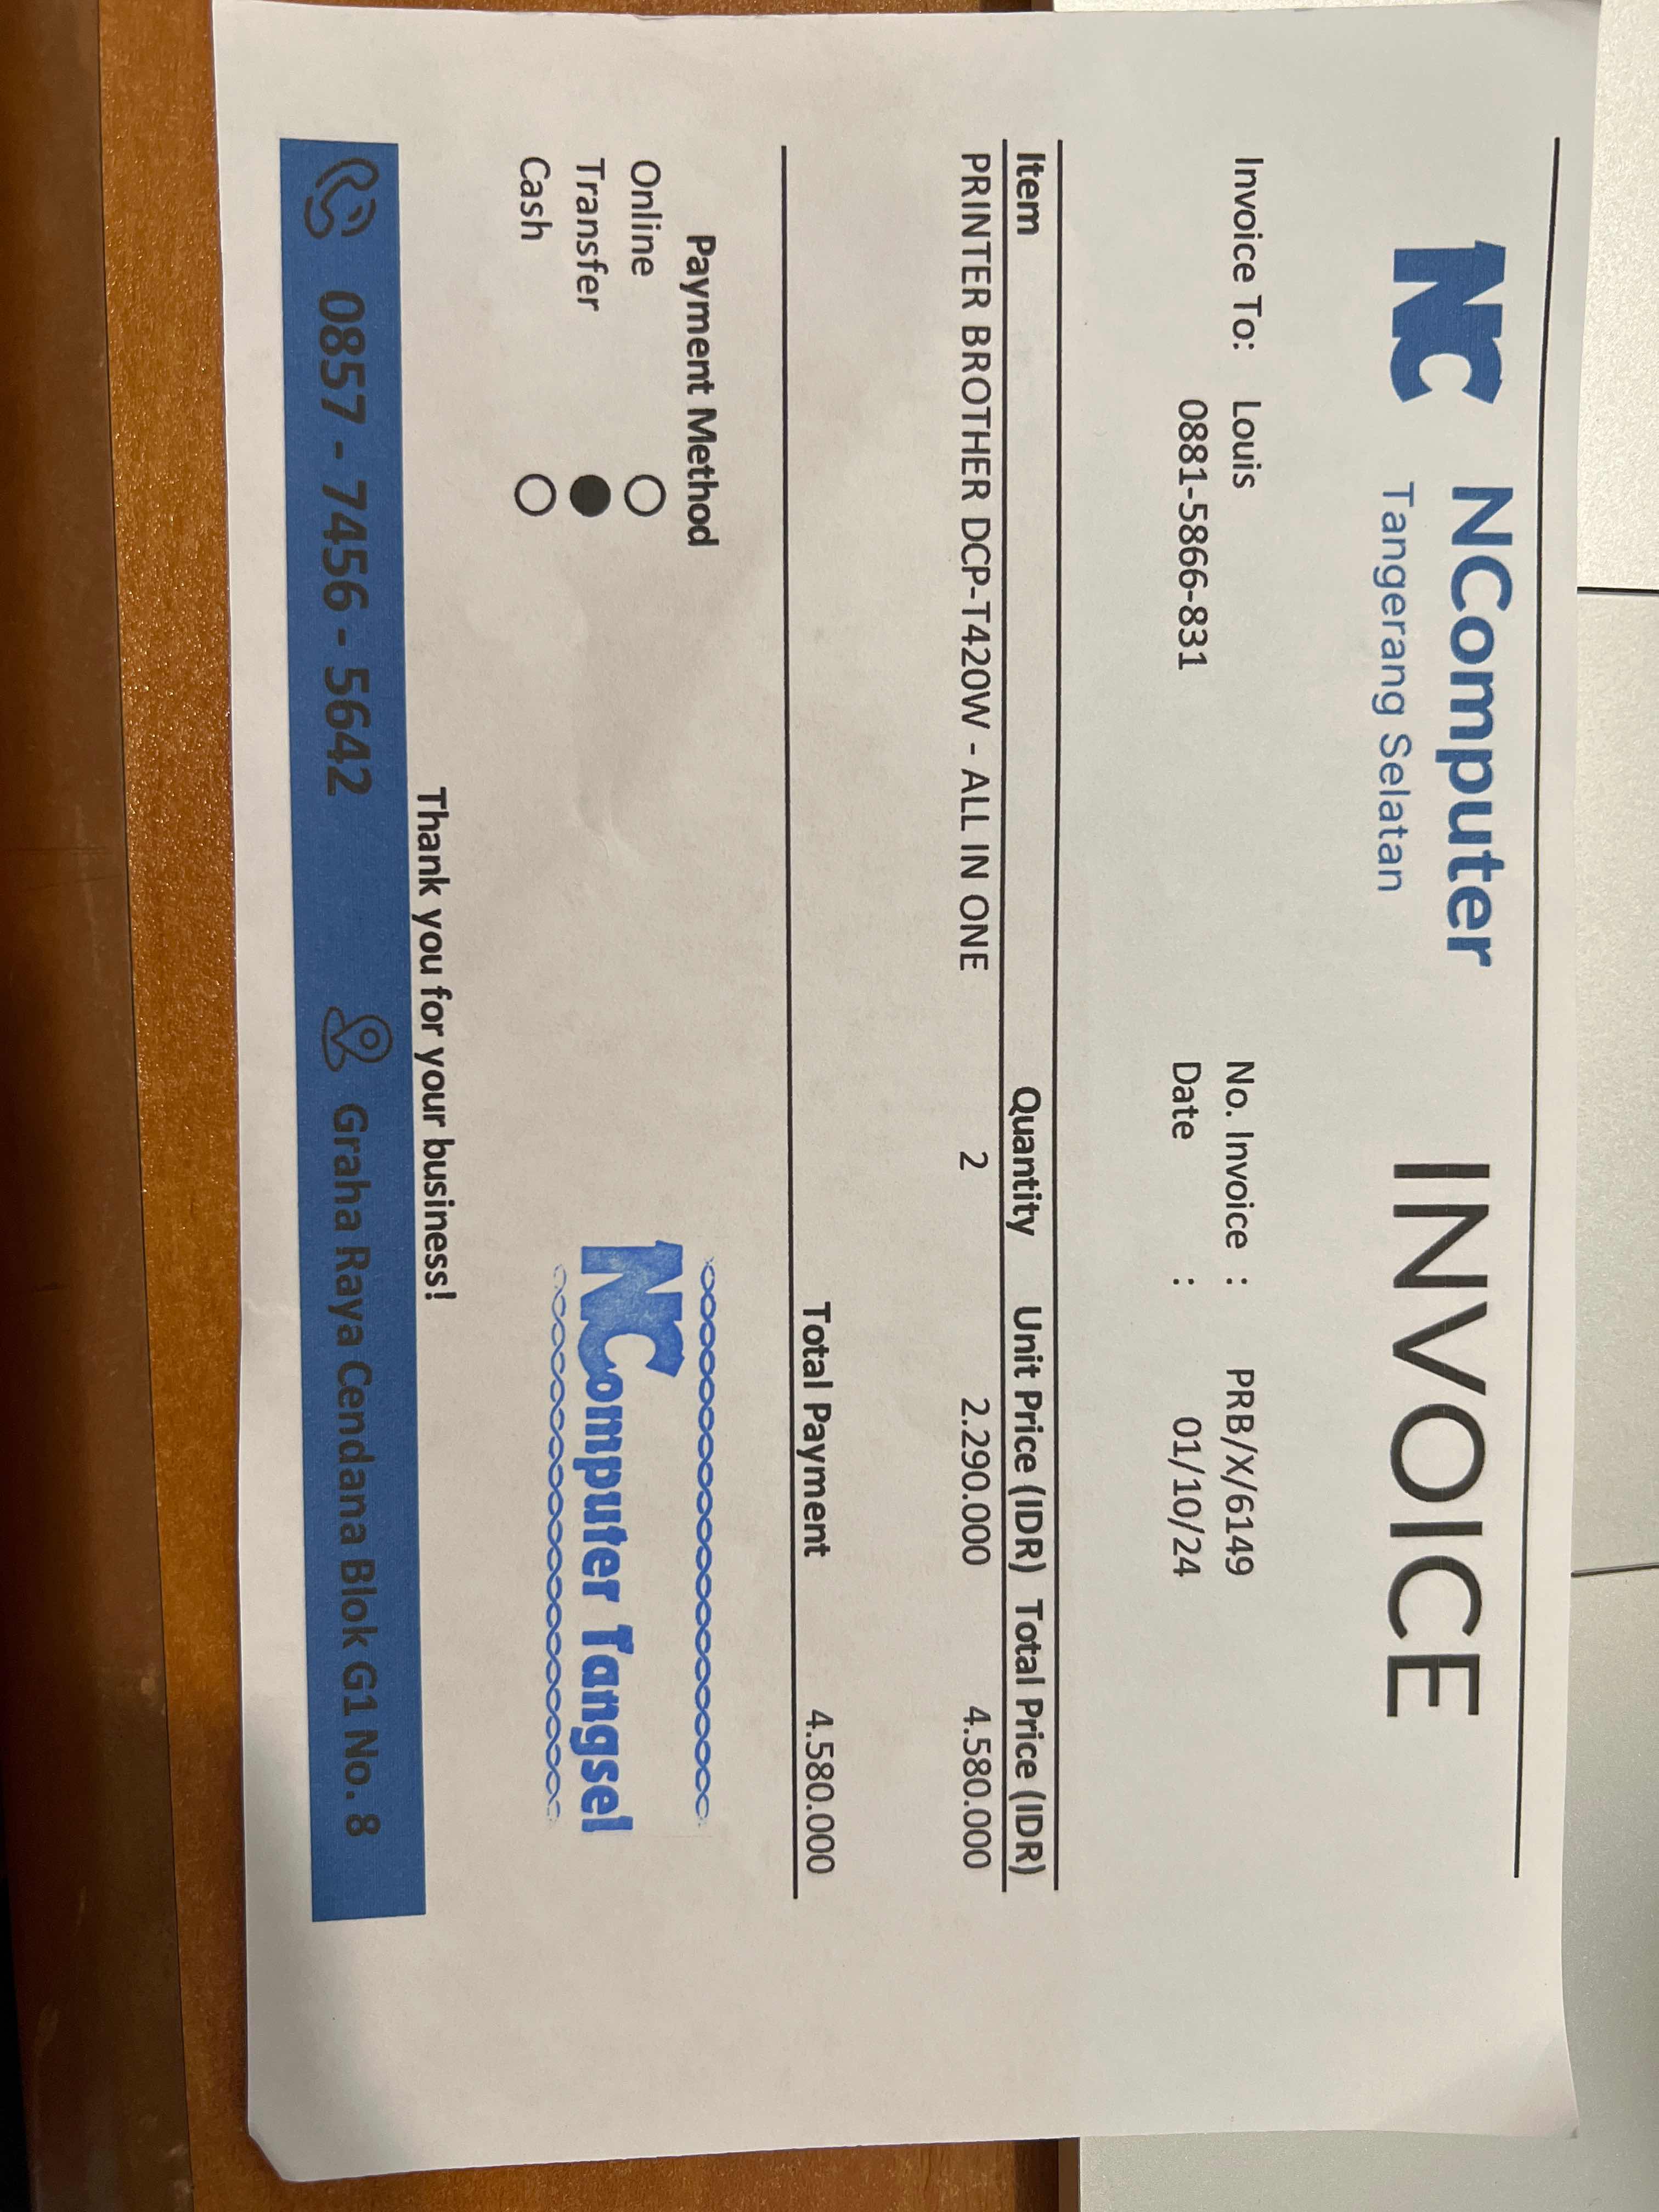 NC NComputer INVOICE
Tangerang Selatan
Invoice To: Louis No. Invoice : PRB/X/6149
0881-5866-831 Date : 01/10/24
Item Quantity Unit Price (IDR) Total Price (IDR)
PRINTER BROTHER DCP-T420W - ALL IN ONE 2 2.290.000 4.580.000
Total Payment 4.580.000
Payment Method
Online
Transfer
Cash
NComputer Tangsel
Thank you for your business!
0857 - 7456 - 5642 Graha Raya Cendana Blok G1 No. 8